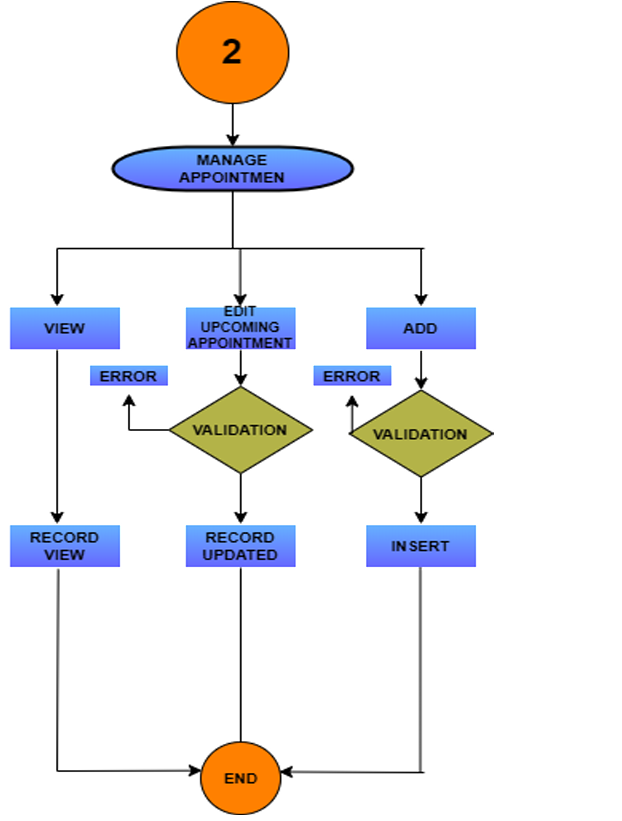 2
MANAGE
APPOINTMEN
VIEW
EDIT
UPCOMING
APPOINTMENT
ADD
ERROR
ERROR
VALIDATION
VALIDATION
RECORD
VIEW
RECORD
UPDATED
INSERT
END